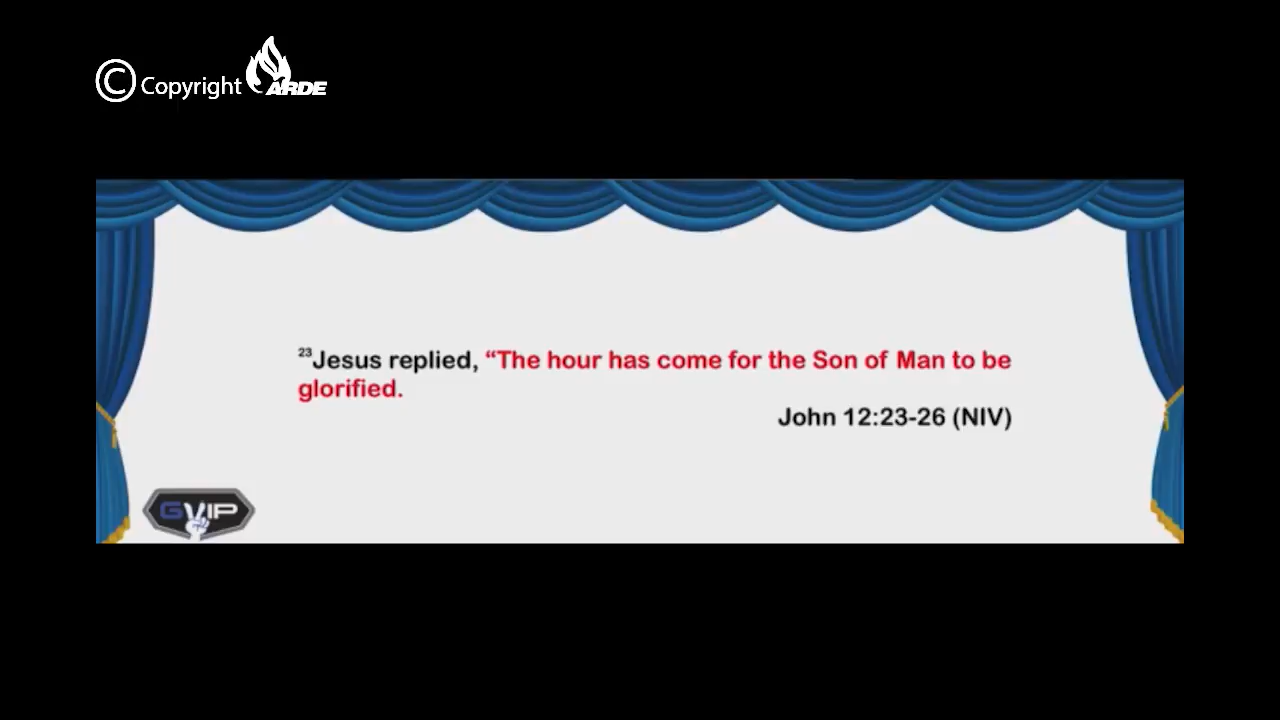 © Copyright ARDE
²³Jesus replied, “The hour has come for the Son of Man to be
glorified.
John 12:23-26 (NIV)
GVIP